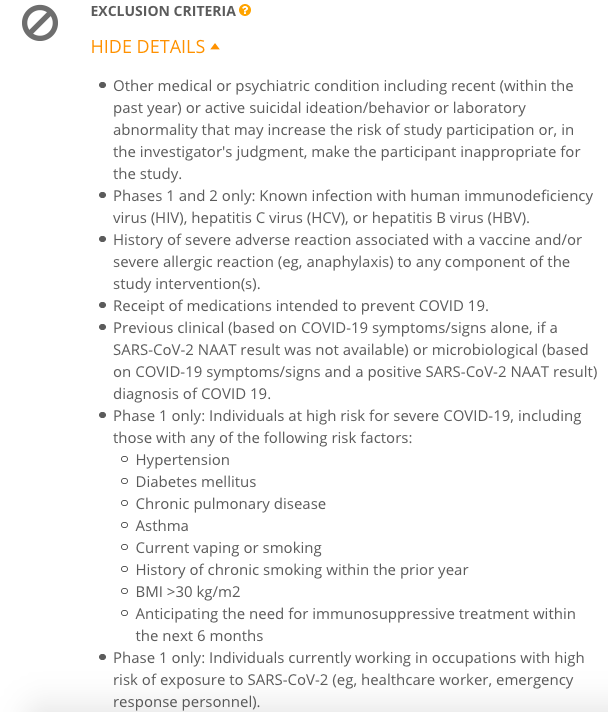 EXCLUSION CRITERIA ?
HIDE DETAILS ▲
• Other medical or psychiatric condition including recent (within the
past year) or active suicidal ideation/behavior or laboratory
abnormality that may increase the risk of study participation or, in
the investigator's judgment, make the participant inappropriate for
the study.
• Phases 1 and 2 only: Known infection with human immunodeficiency
virus (HIV), hepatitis C virus (HCV), or hepatitis B virus (HBV).
• History of severe adverse reaction associated with a vaccine and/or
severe allergic reaction (eg, anaphylaxis) to any component of the
study intervention(s).
• Receipt of medications intended to prevent COVID 19.
• Previous clinical (based on COVID-19 symptoms/signs alone, if a
SARS-CoV-2 NAAT result was not available) or microbiological (based
on COVID-19 symptoms/signs and a positive SARS-CoV-2 NAAT result)
diagnosis of COVID 19.
• Phase 1 only: Individuals at high risk for severe COVID-19, including
those with any of the following risk factors:
○ Hypertension
○ Diabetes mellitus
○ Chronic pulmonary disease
○ Asthma
○ Current vaping or smoking
○ History of chronic smoking within the prior year
○ BMI >30 kg/m2
○ Anticipating the need for immunosuppressive treatment within
the next 6 months
• Phase 1 only: Individuals currently working in occupations with high
risk of exposure to SARS-CoV-2 (eg, healthcare worker, emergency
response personnel).